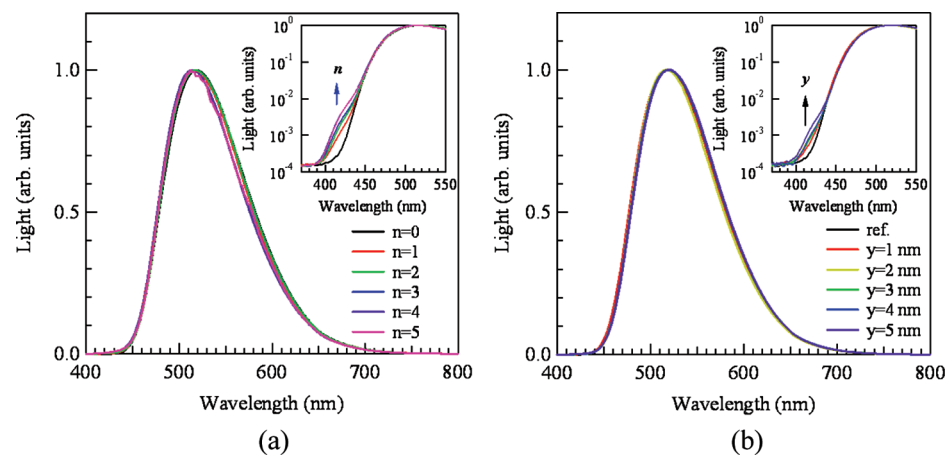 Light (arb. units)
1.0
0.5
0.0
400 500 600 700 800
Wavelength (nm)
n=0
n=1
n=2
n=3
n=4
n=5
Light (arb. units)
10^0
10^-1
10^-2
10^-3
10^-4
400 450 500 550
Wavelength (nm)
n
(a)
Light (arb. units)
1.0
0.5
0.0
400 500 600 700 800
Wavelength (nm)
ref.
y=1 nm
y=2 nm
y=3 nm
y=4 nm
y=5 nm
Light (arb. units)
10^0
10^-1
10^-2
10^-3
10^-4
400 450 500 550
Wavelength (nm)
y
(b)